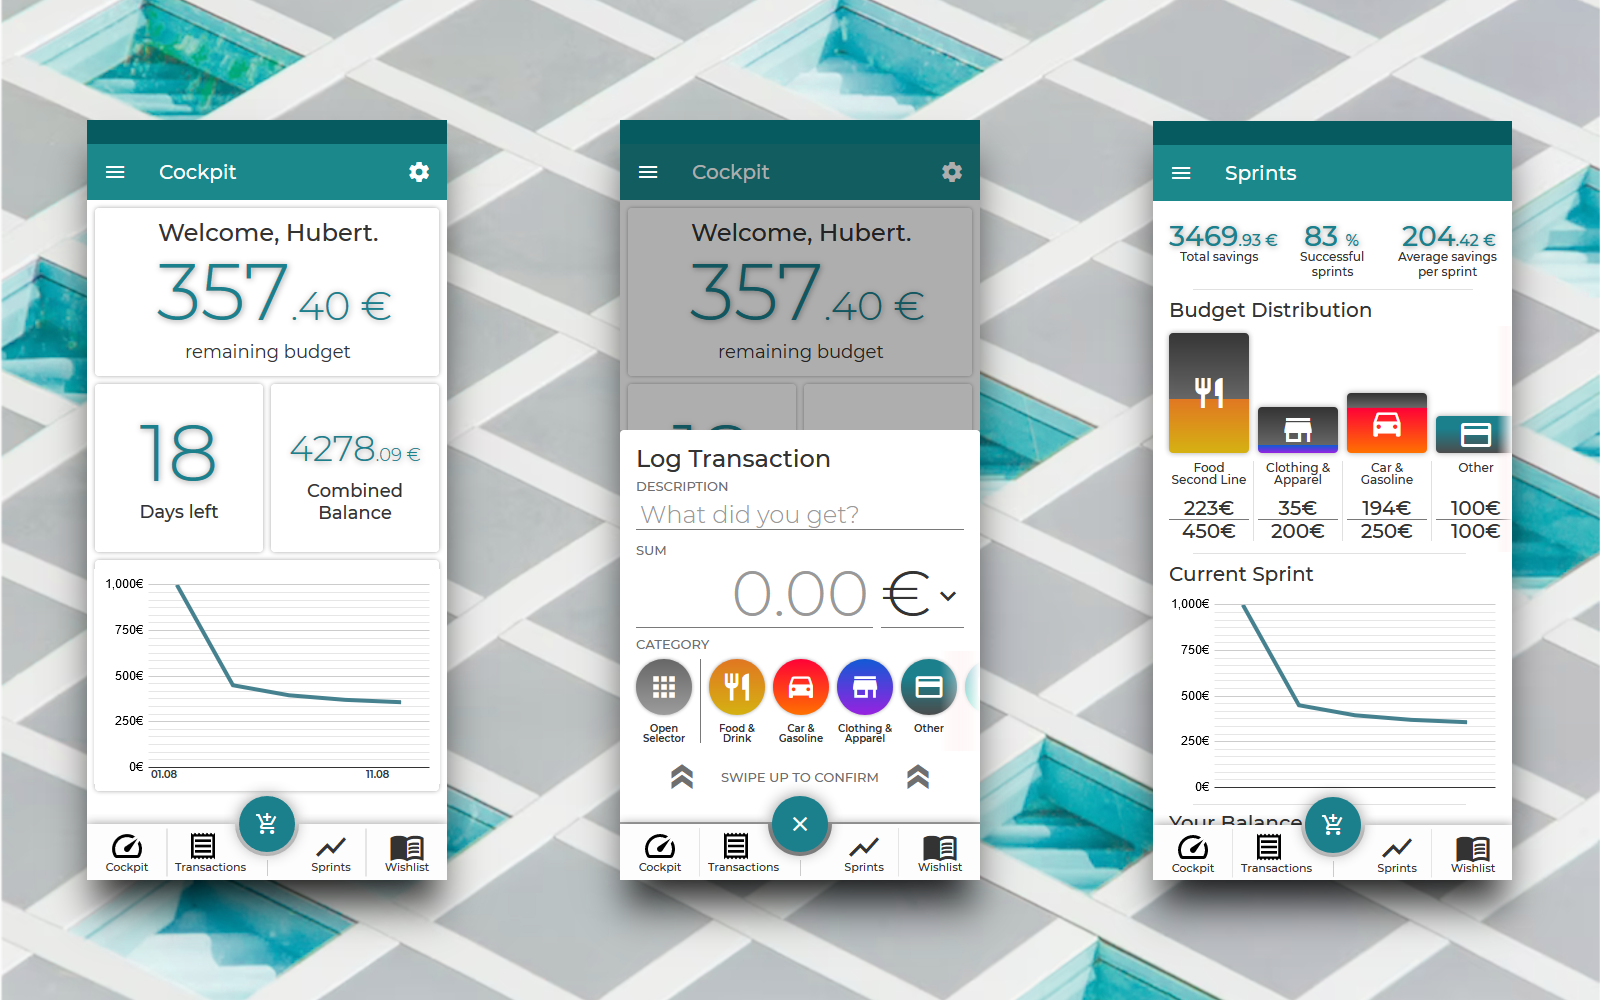 Cockpit
Welcome, Hubert.
357.40 €
remaining budget
18
Days left
4278.09 €
Combined
Balance
1,000€
750€
500€
250€
0€
01.08
11.08
Cockpit
Transactions
Sprints
Wishlist
Cockpit
Welcome, Hubert.
357.40 €
remaining budget
Log Transaction
DESCRIPTION
What did you get?
SUM
0.00 €
CATEGORY
Open
Selector
Food &
Drink
Car &
Gasoline
Clothing &
Apparel
Other
SWIPE UP TO CONFIRM
Cockpit
Transactions
Sprints
Wishlist
Sprints
3469.93 €
Total savings
83 %
Successful
sprints
204.42 €
Average savings
per sprint
Budget Distribution
Food
Second Line
223€
450€
Clothing &
Apparel
35€
200€
Car &
Gasoline
194€
250€
Other
100€
100€
Current Sprint
1,000€
750€
500€
250€
0€
Your Balance
Cockpit
Transactions
Sprints
Wishlist